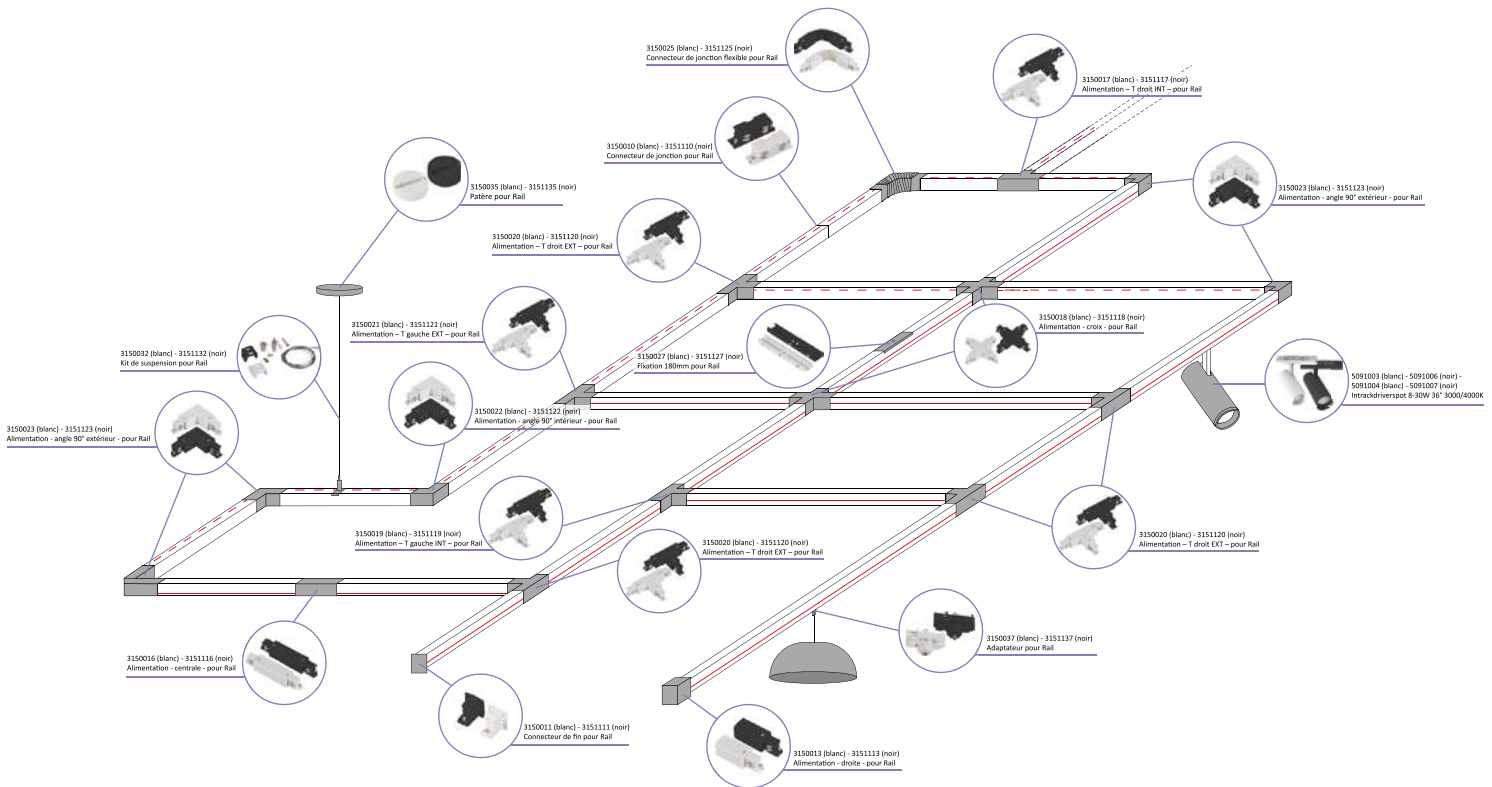 3150025 (blanc) - 3151125 (noir)
Connecteur de jonction flexible pour Rail
3150017 (blanc) - 3151117 (noir)
Alimentation – T droit INT – pour Rail
3150010 (blanc) - 3151110 (noir)
Connecteur de jonction pour Rail
3150035 (blanc) - 3151135 (noir)
Patère pour Rail
3150023 (blanc) - 3151123 (noir)
Alimentation - angle 90° extérieur - pour Rail
3150020 (blanc) - 3151120 (noir)
Alimentation – T droit EXT – pour Rail
3150021 (blanc) - 3151121 (noir)
Alimentation – T gauche EXT – pour Rail
3150018 (blanc) - 3151118 (noir)
Alimentation - croix - pour Rail
3150032 (blanc) - 3151132 (noir)
Kit de suspension pour Rail
3150027 (blanc) - 3151127 (noir)
Fixation 180mm pour Rail
5091003 (blanc) - 5091006 (noir) -
5091004 (blanc) - 5091007 (noir)
Intrackdriverspot 8-30W 36° 3000/4000K
3150022 (blanc) - 3151122 (noir)
Alimentation - angle 90° intérieur - pour Rail
3150023 (blanc) - 3151123 (noir)
Alimentation - angle 90° extérieur - pour Rail
3150019 (blanc) - 3151119 (noir)
Alimentation – T gauche INT – pour Rail
3150020 (blanc) - 3151120 (noir)
Alimentation – T droit EXT – pour Rail
3150020 (blanc) - 3151120 (noir)
Alimentation – T droit EXT – pour Rail
3150037 (blanc) - 3151137 (noir)
Adaptateur pour Rail
3150016 (blanc) - 3151116 (noir)
Alimentation - centrale - pour Rail
3150011 (blanc) - 3151111 (noir)
Connecteur de fin pour Rail
3150013 (blanc) - 3151113 (noir)
Alimentation - droite - pour Rail